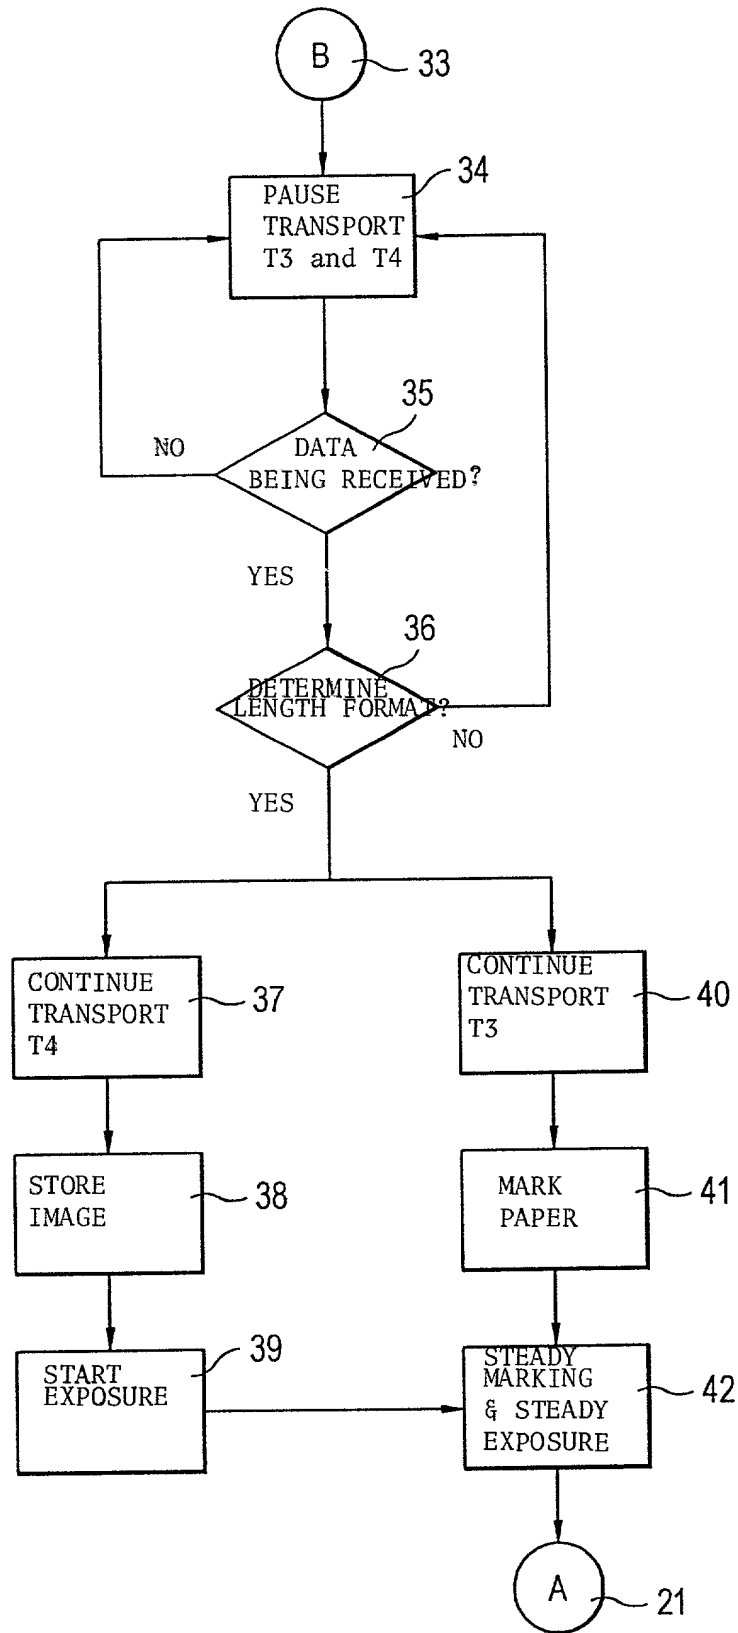 B
33
34
PAUSE
TRANSPORT
T3 and T4
35
NO
DATA
BEING RECEIVED?
YES
36
DETERMINE
LENGTH FORMAT?
NO
YES
CONTINUE
TRANSPORT
T4
37
CONTINUE
TRANSPORT
T3
40
STORE
IMAGE
38
MARK
PAPER
41
START
EXPOSURE
39
STEADY
MARKING
& STEADY
EXPOSURE
42
A
21